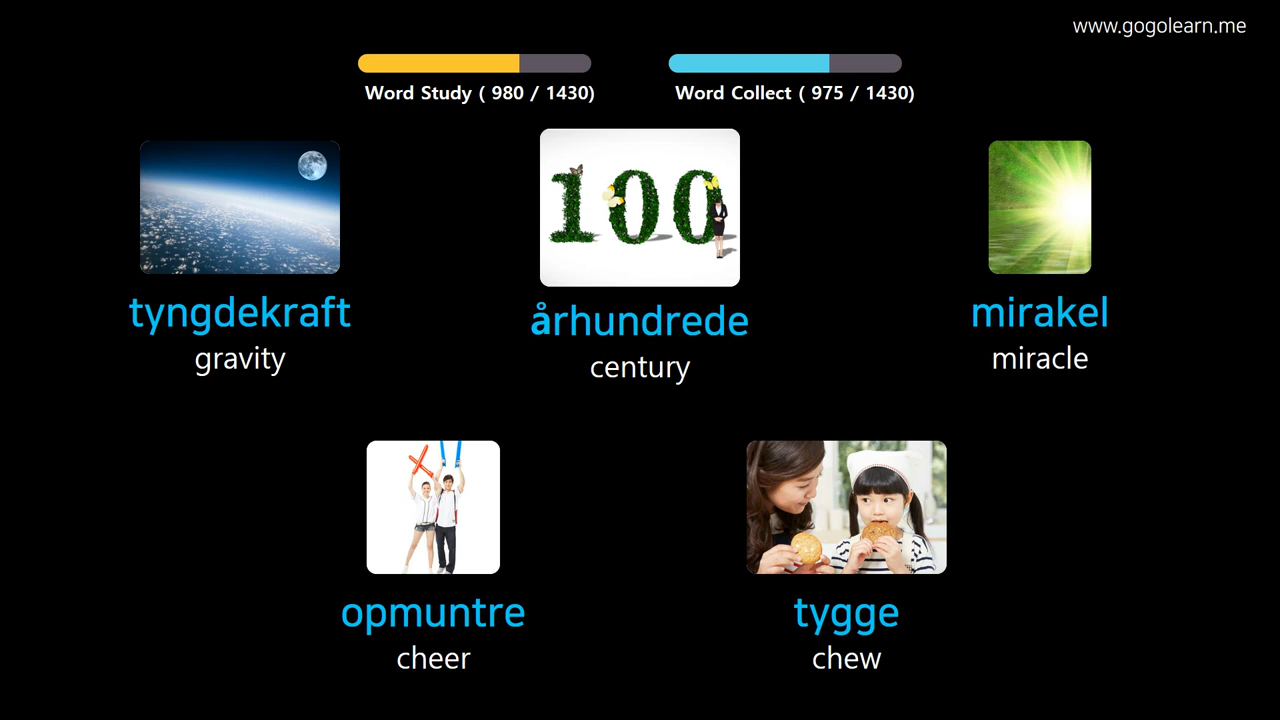 www.gogolearn.me
Word Study ( 980 / 1430)
Word Collect ( 975 / 1430)
100
tyngdekraft
gravity
århundrede
century
mirakel
miracle
opmuntre
cheer
tygge
chew